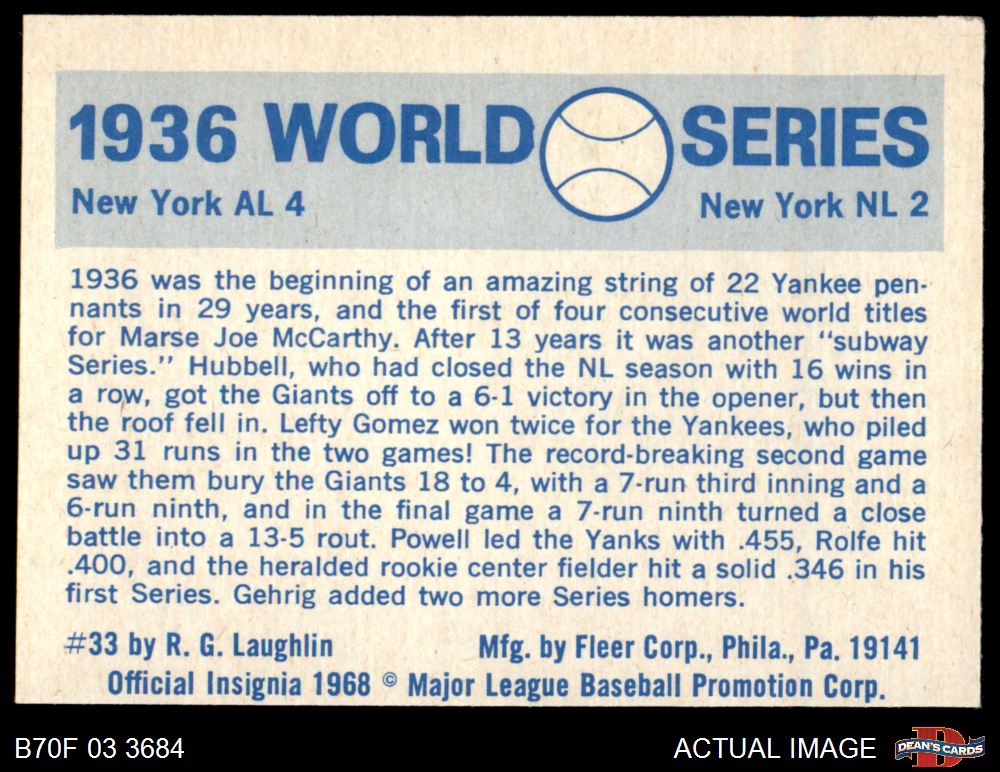 1936 WORLD SERIES
New York AL 4 New York NL 2
1936 was the beginning of an amazing string of 22 Yankee pen-
nants in 29 years, and the first of four consecutive world titles
for Marse Joe McCarthy. After 13 years it was another "subway
Series." Hubbell, who had closed the NL season with 16 wins in
a row, got the Giants off to a 6-1 victory in the opener, but then
the roof fell in. Lefty Gomez won twice for the Yankees, who piled
up 31 runs in the two games! The record-breaking second game
saw them bury the Giants 18 to 4, with a 7-run third inning and a
6-run ninth, and in the final game a 7-run ninth turned a close
battle into a 13-5 rout. Powell led the Yanks with .455, Rolfe hit
.400, and the heralded rookie center fielder hit a solid .346 in his
first Series. Gehrig added two more Series homers.
#33 by R. G. Laughlin Mfg. by Fleer Corp., Phila., Pa. 19141
Official Insignia 1968 © Major League Baseball Promotion Corp.
B70F 03 3684 ACTUAL IMAGE DEAN'S CARDS